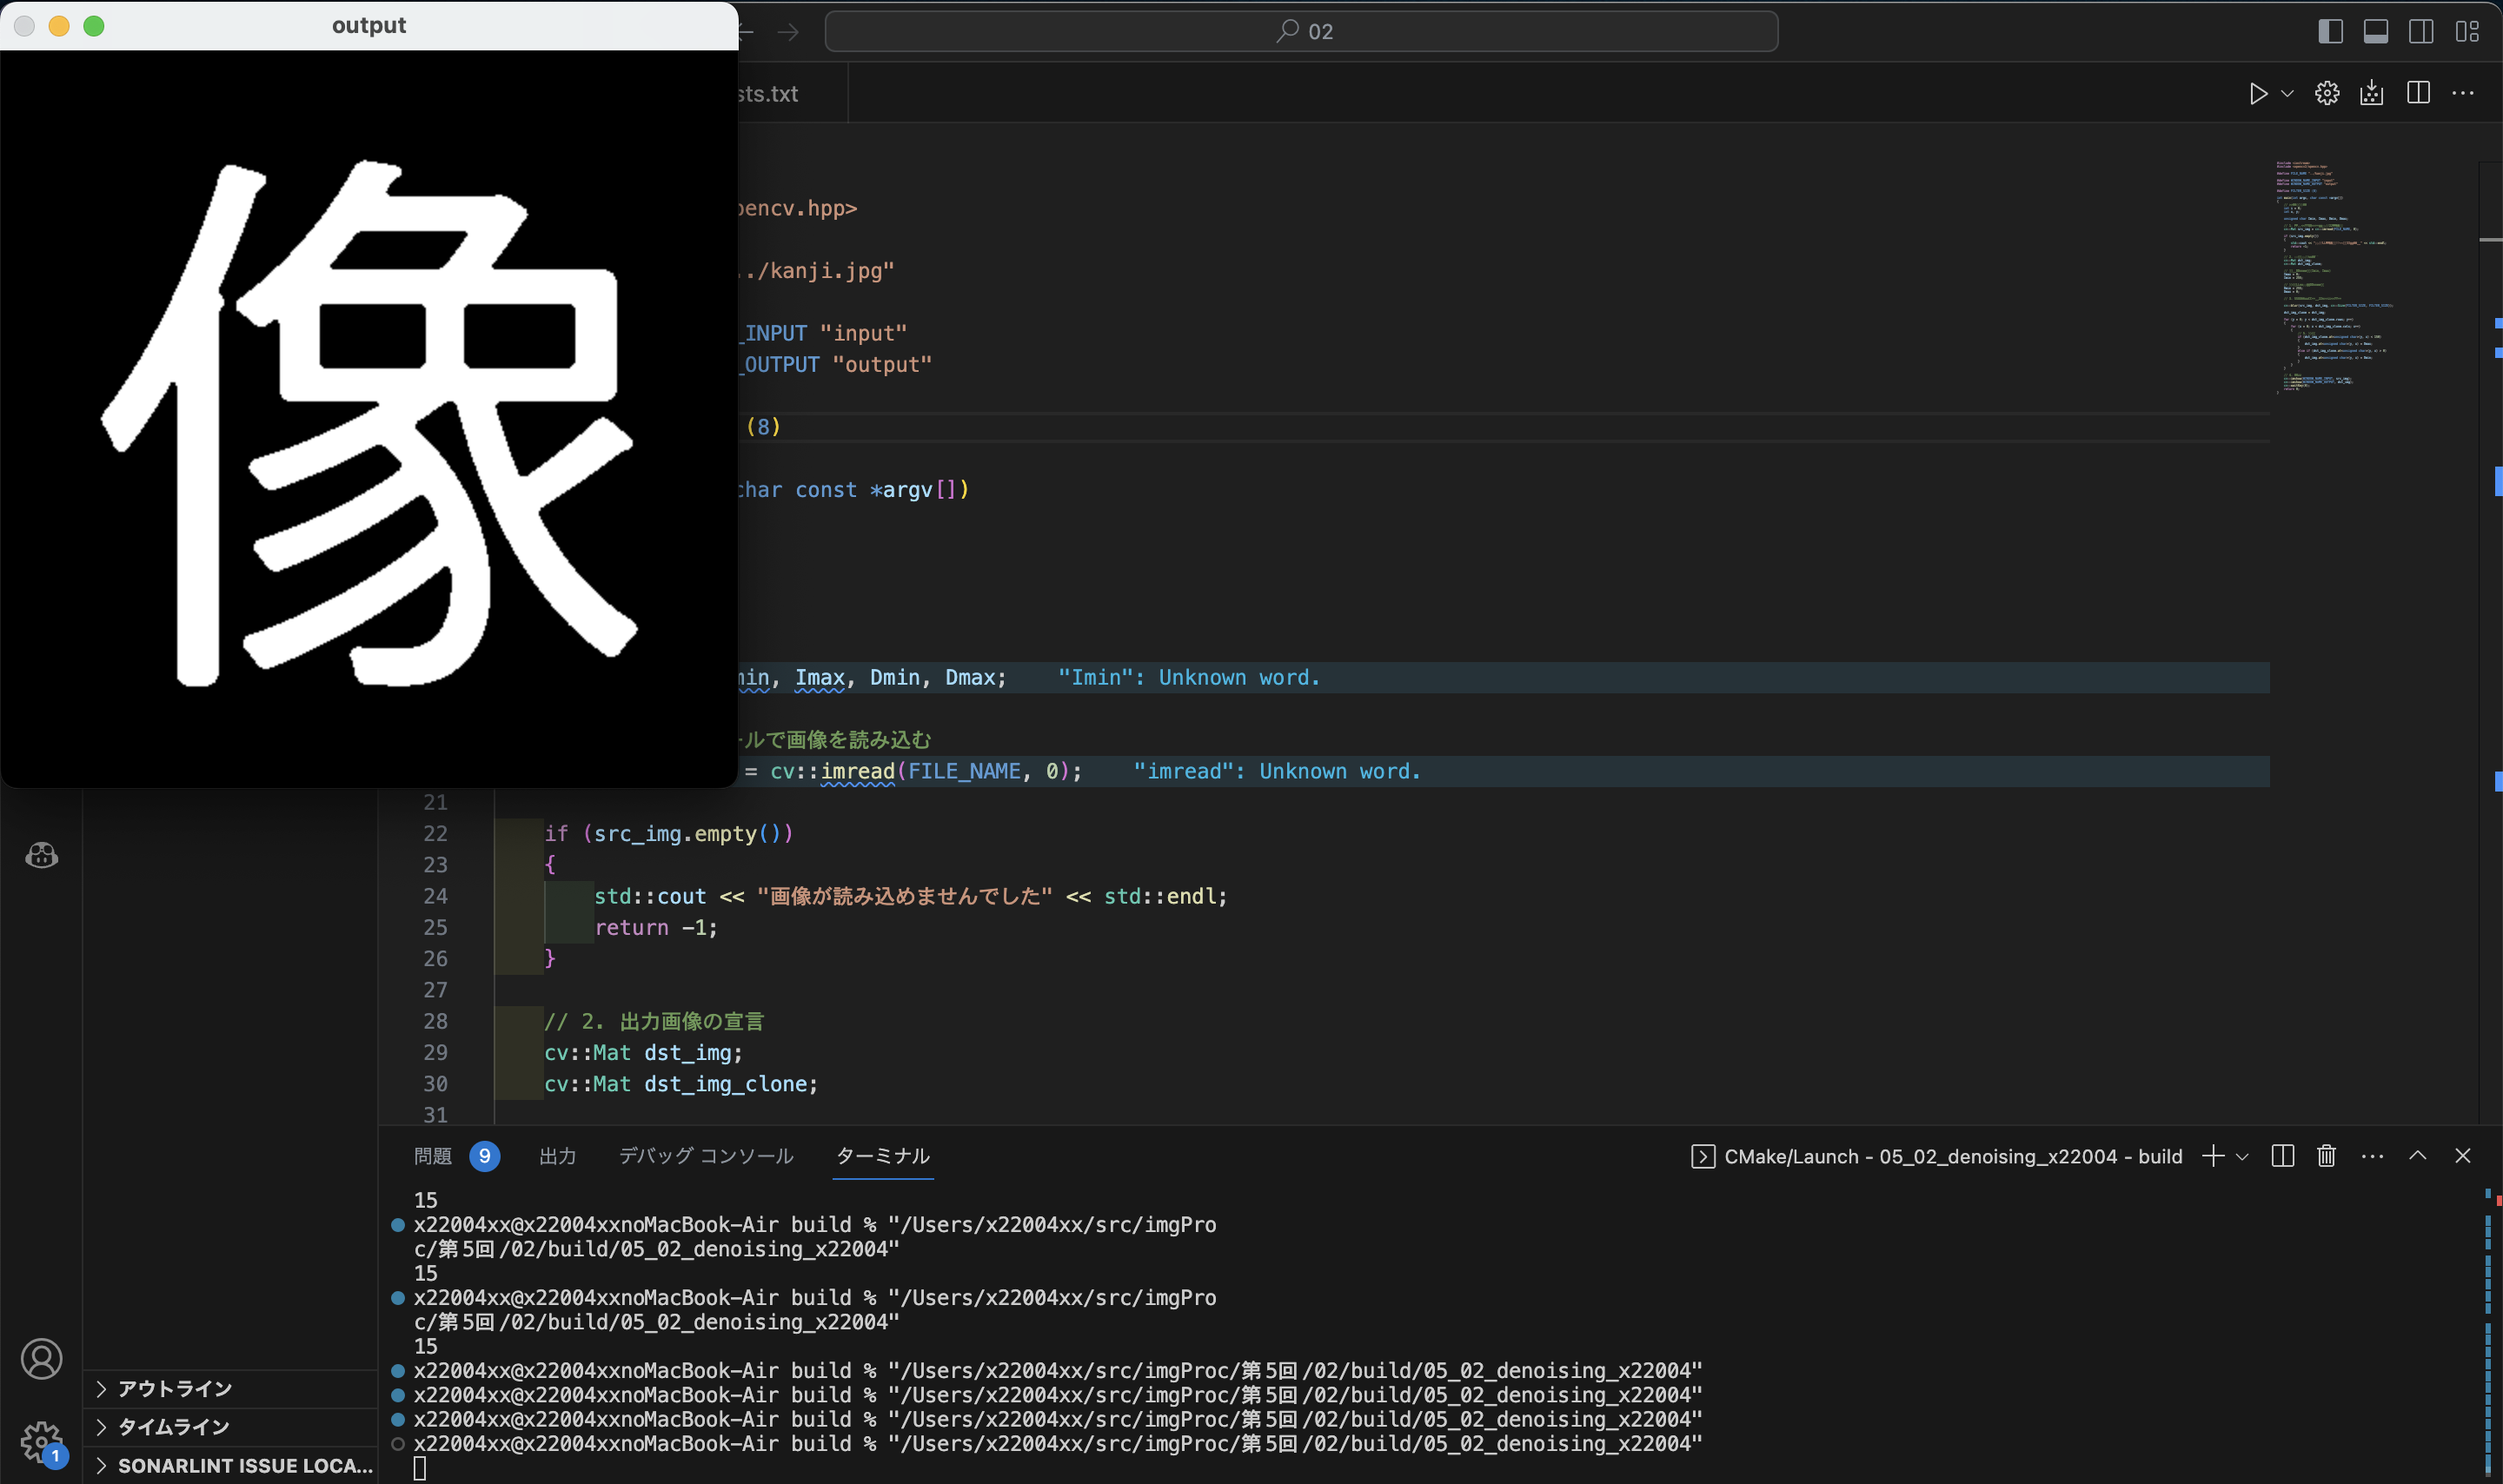 output
02
像
sts.txt
pencv.hpp>
../kanji.jpg"
_INPUT "input"
_OUTPUT "output"
(8)
char const *argv[])
min, Imax, Dmin, Dmax; "Imin": Unknown word.
ールで画像を読み込む
= cv::imread(FILE_NAME, 0); "imread": Unknown word.
21
22 if (src_img.empty())
23 {
24 std::cout << "画像が読み込めませんでした" << std::endl;
25 return -1;
26 }
27
28 // 2. 出力画像の宣言
29 cv::Mat dst_img;
30 cv::Mat dst_img_clone;
31
問題 9 出力 デバッグ コンソール ターミナル CMake/Launch - 05_02_denoising_x22004 - build
15
x22004xx@x22004xxnoMacBook-Air build % "/Users/x22004xx/src/imgPro
c/第5回/02/build/05_02_denoising_x22004"
15
x22004xx@x22004xxnoMacBook-Air build % "/Users/x22004xx/src/imgPro
c/第5回/02/build/05_02_denoising_x22004"
15
x22004xx@x22004xxnoMacBook-Air build % "/Users/x22004xx/src/imgProc/第5回/02/build/05_02_denoising_x22004"
x22004xx@x22004xxnoMacBook-Air build % "/Users/x22004xx/src/imgProc/第5回/02/build/05_02_denoising_x22004"
x22004xx@x22004xxnoMacBook-Air build % "/Users/x22004xx/src/imgProc/第5回/02/build/05_02_denoising_x22004"
x22004xx@x22004xxnoMacBook-Air build % "/Users/x22004xx/src/imgProc/第5回/02/build/05_02_denoising_x22004"
アウトライン
タイムライン
1
SONARLINT ISSUE LOCA...